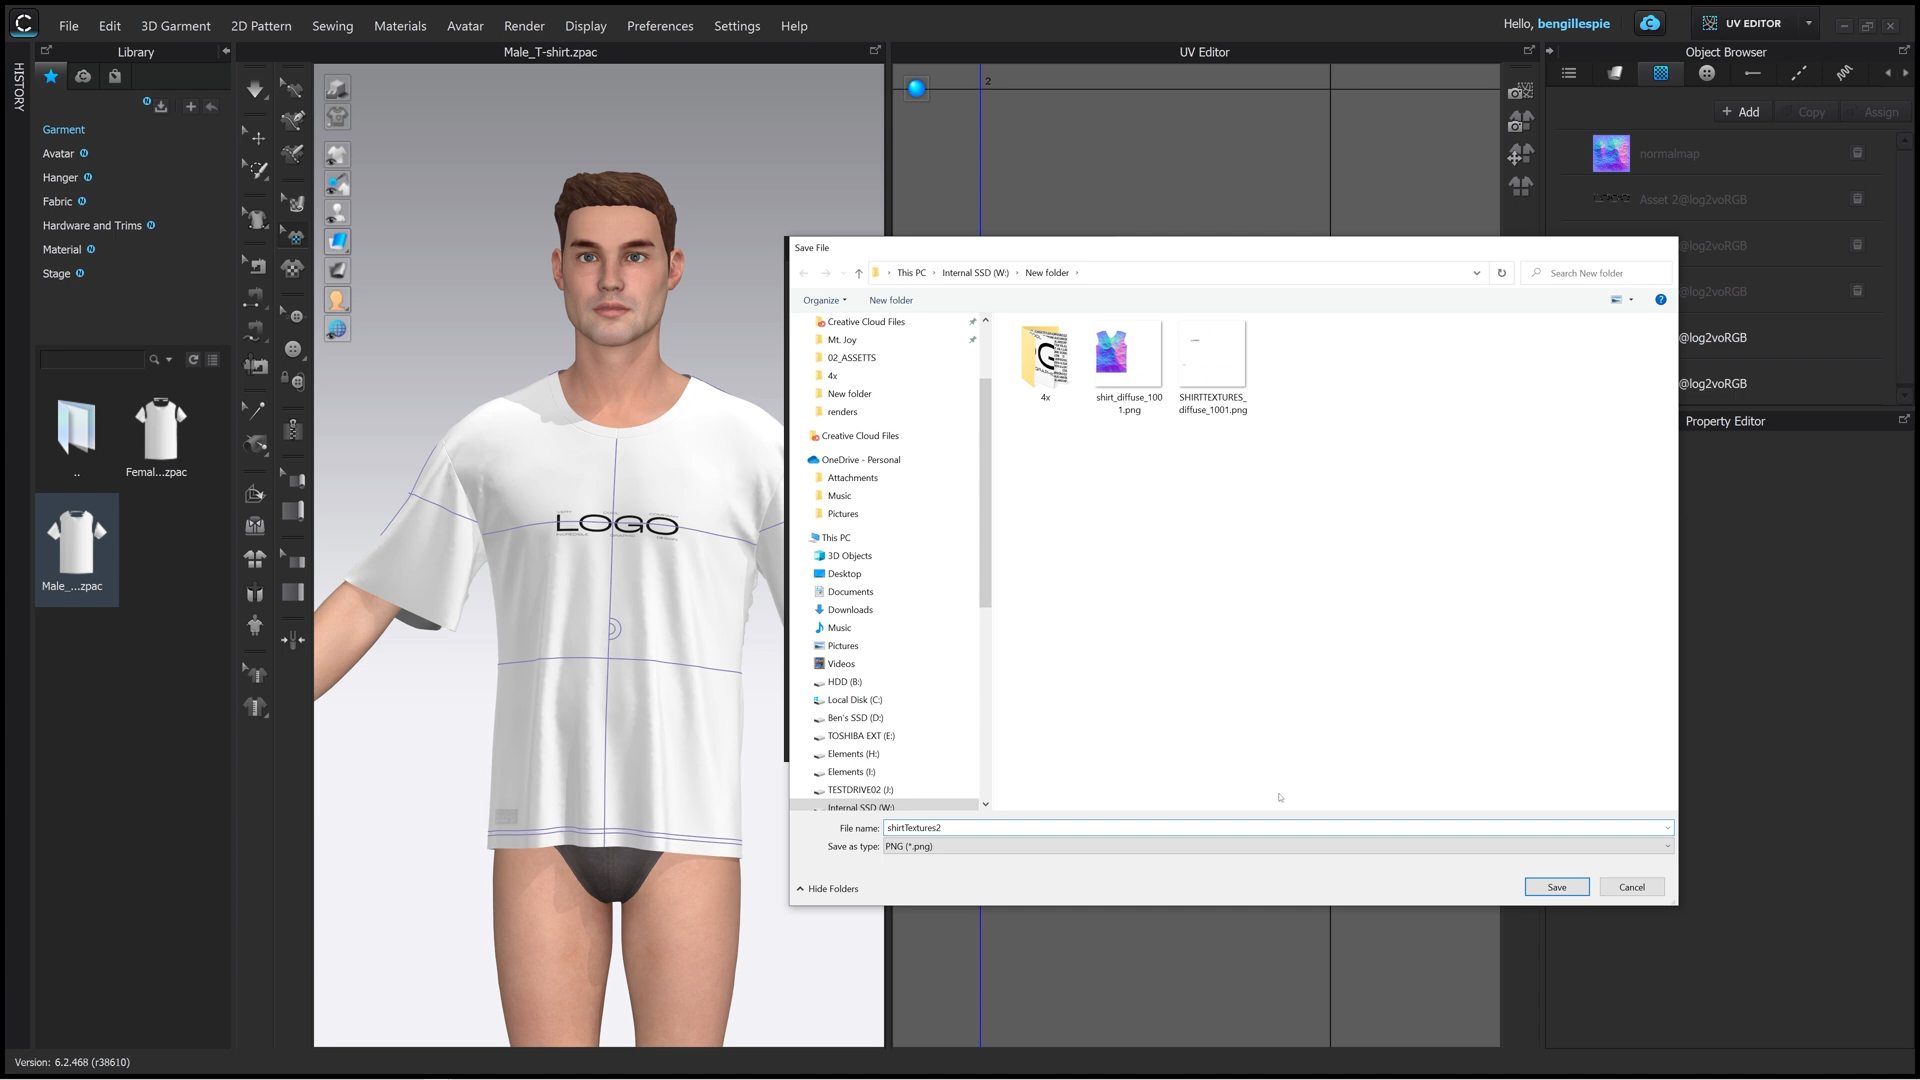 File Edit 3D Garment 2D Pattern Sewing Materials Avatar Render Display Preferences Settings Help
Hello, bengillespie
UV EDITOR
HISTORY
Library
Male_T-shirt.zpac
UV Editor
Object Browser
2
Garment
Avatar N
Hanger N
Fabric N
Hardware and Trims N
Material N
Stage N
..
Femal...zpac
Male_...zpac
LOGO
+ Add Copy Assign
normalmap
Asset 2@log2voRGB
@log2voRGB
@log2voRGB
@log2voRGB
@log2voRGB
Property Editor
Save File
This PC › Internal SSD (W:) › New folder ›
Search New folder
Organize
New folder
Creative Cloud Files
Mt. Joy
02_ASSETTS
4x
New folder
renders
Creative Cloud Files
OneDrive - Personal
Attachments
Music
Pictures
This PC
3D Objects
Desktop
Documents
Downloads
Music
Pictures
Videos
HDD (B:)
Local Disk (C:)
Ben's SSD (D:)
TOSHIBA EXT (E:)
Elements (H:)
Elements (I:)
TESTDRIVE02 (J:)
Internal SSD (W:)
4x
shirt_diffuse_100
1.png
SHIRTTEXTURES_
diffuse_1001.png
File name: shirtTextures2
Save as type: PNG (*.png)
Hide Folders
Save
Cancel
Version: 6.2.468 (r38610)